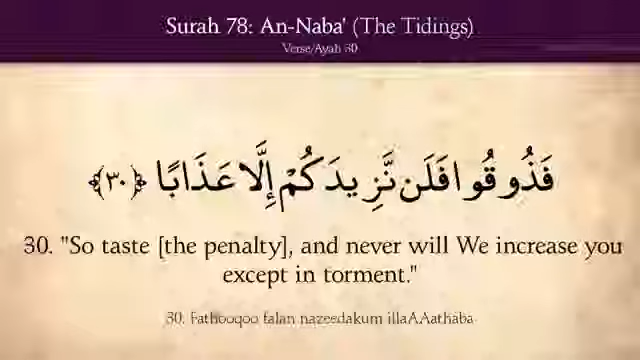 Surah 78: An-Naba' (The Tidings)
Verse/Ayah 30
فَذُوقُوا فَلَن نَّزِيدَكُمْ إِلَّا عَذَابًا ﴿٣٠﴾
30. "So taste [the penalty], and never will We increase you
except in torment."
30. Fathooqoo falan nazeedakum illaAAathaba